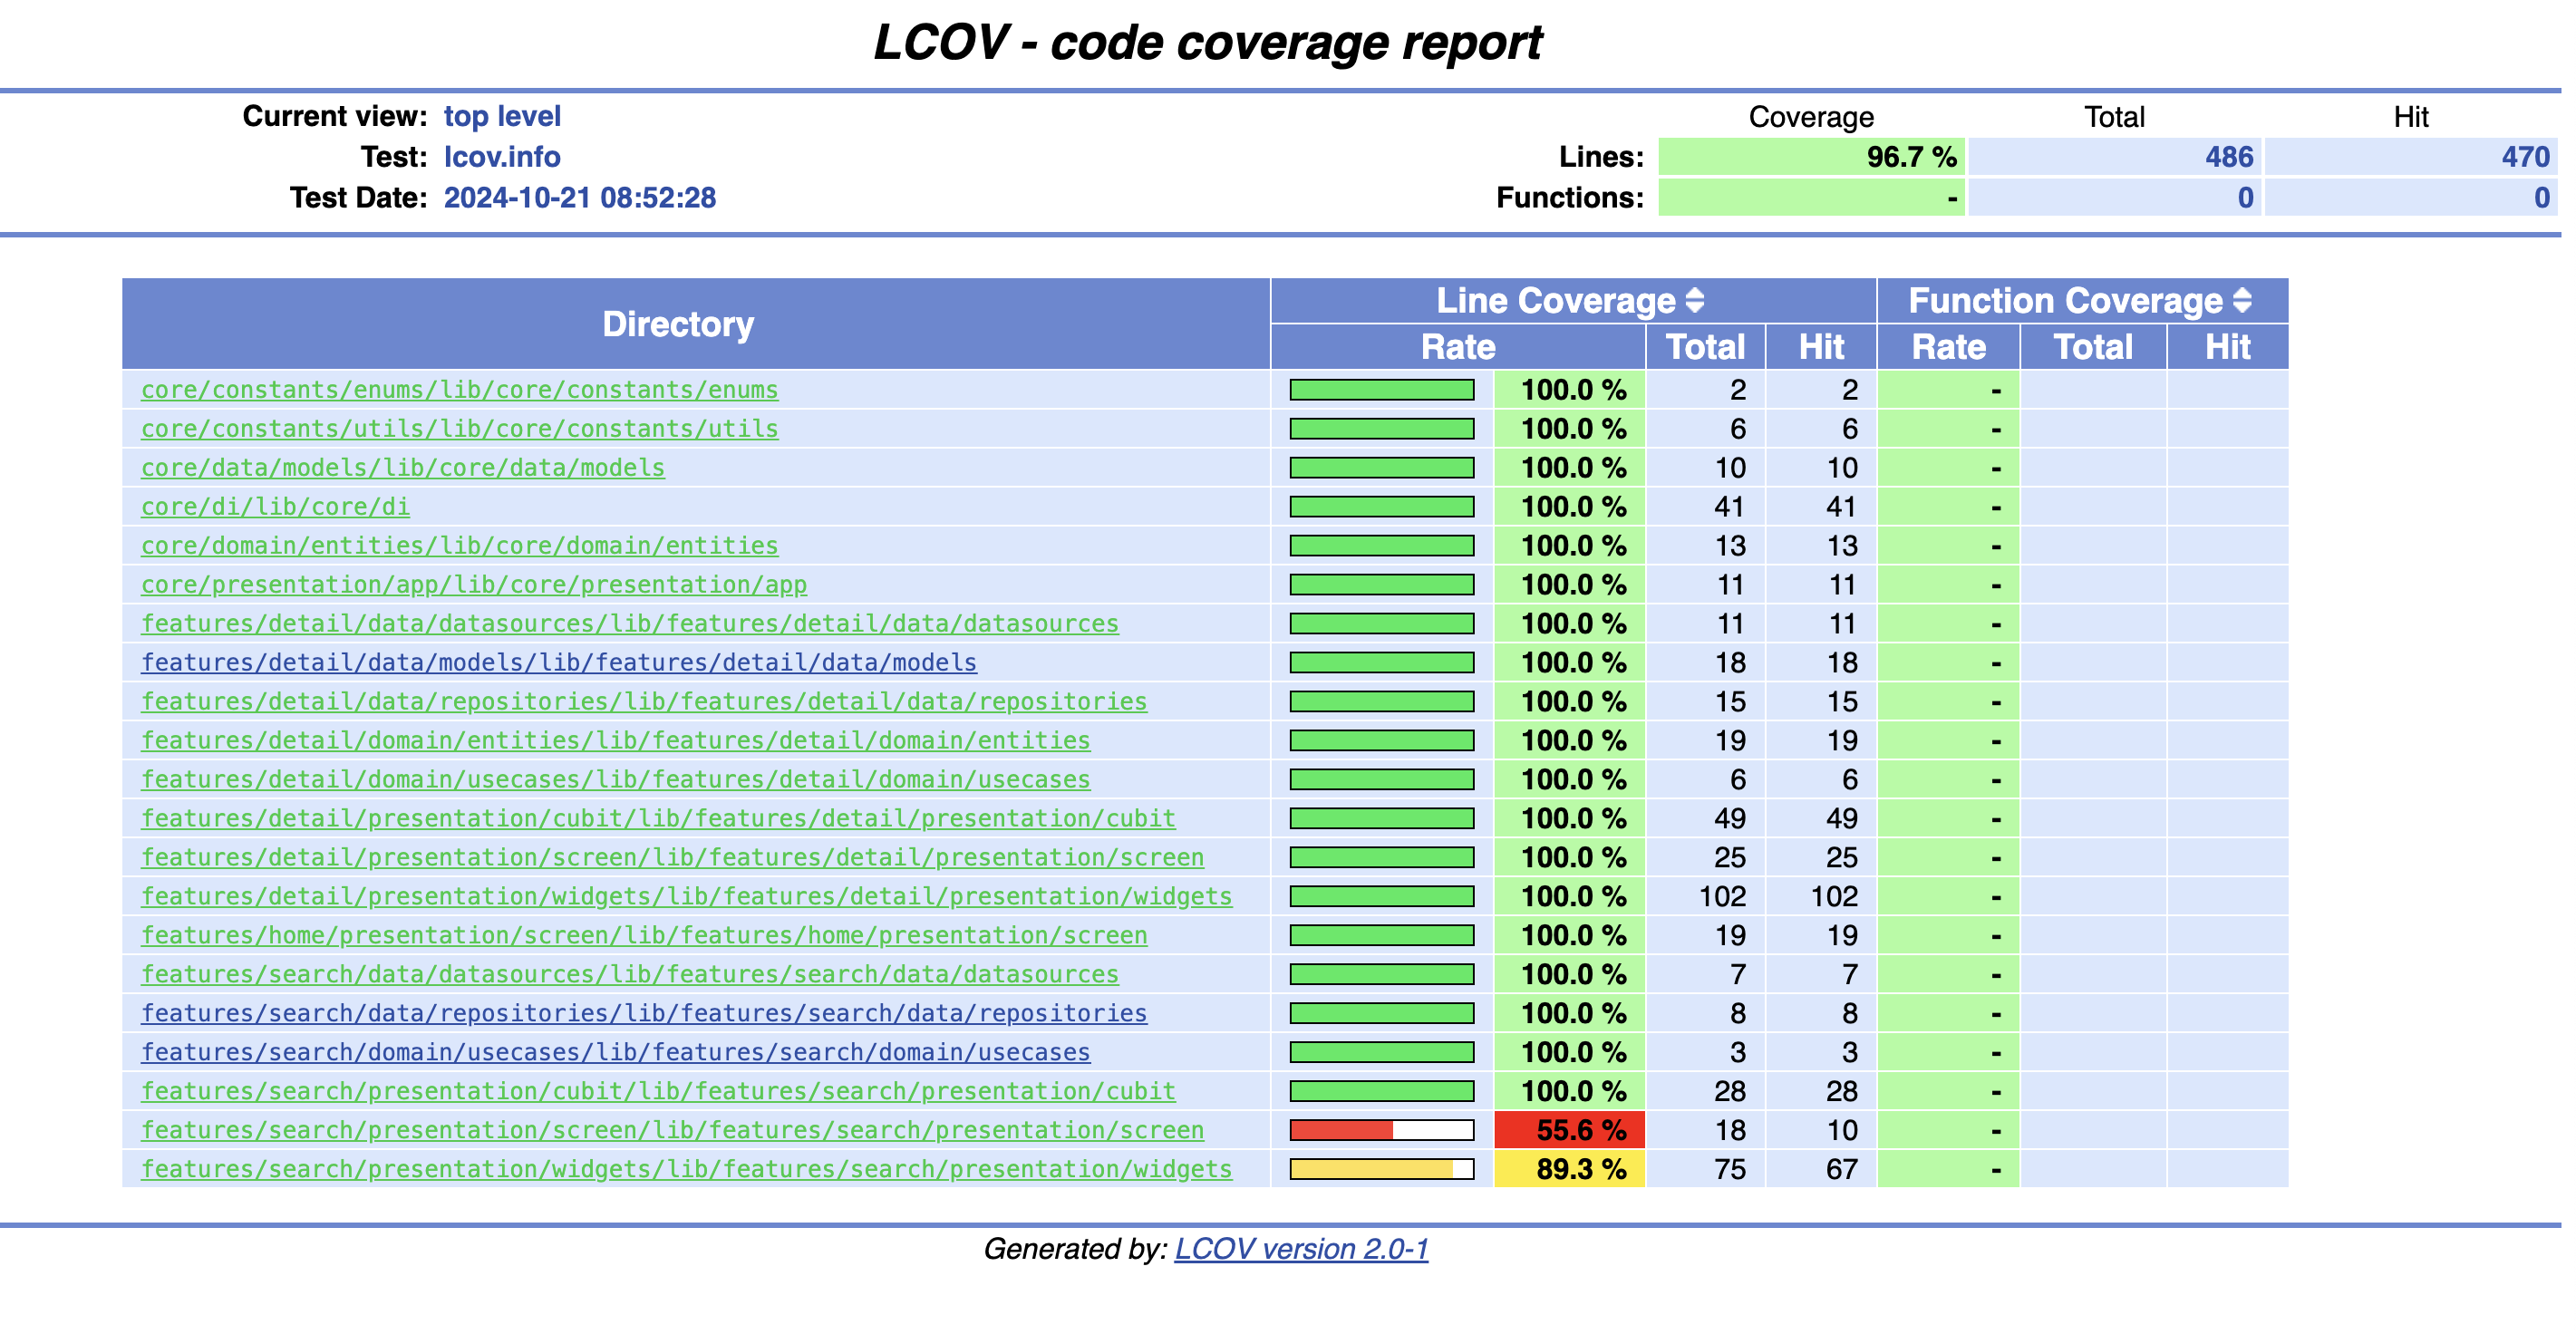 LCOV - code coverage report
Current view: top level Coverage Total Hit
Test: lcov.info Lines: 96.7 % 486 470
Test Date: 2024-10-21 08:52:28 Functions: - 0 0
Directory Line Coverage Function Coverage
Rate Total Hit Rate Total Hit
core/constants/enums/lib/core/constants/enums 100.0 % 2 2 -
core/constants/utils/lib/core/constants/utils 100.0 % 6 6 -
core/data/models/lib/core/data/models 100.0 % 10 10 -
core/di/lib/core/di 100.0 % 41 41 -
core/domain/entities/lib/core/domain/entities 100.0 % 13 13 -
core/presentation/app/lib/core/presentation/app 100.0 % 11 11 -
features/detail/data/datasources/lib/features/detail/data/datasources 100.0 % 11 11 -
features/detail/data/models/lib/features/detail/data/models 100.0 % 18 18 -
features/detail/data/repositories/lib/features/detail/data/repositories 100.0 % 15 15 -
features/detail/domain/entities/lib/features/detail/domain/entities 100.0 % 19 19 -
features/detail/domain/usecases/lib/features/detail/domain/usecases 100.0 % 6 6 -
features/detail/presentation/cubit/lib/features/detail/presentation/cubit 100.0 % 49 49 -
features/detail/presentation/screen/lib/features/detail/presentation/screen 100.0 % 25 25 -
features/detail/presentation/widgets/lib/features/detail/presentation/widgets 100.0 % 102 102 -
features/home/presentation/screen/lib/features/home/presentation/screen 100.0 % 19 19 -
features/search/data/datasources/lib/features/search/data/datasources 100.0 % 7 7 -
features/search/data/repositories/lib/features/search/data/repositories 100.0 % 8 8 -
features/search/domain/usecases/lib/features/search/domain/usecases 100.0 % 3 3 -
features/search/presentation/cubit/lib/features/search/presentation/cubit 100.0 % 28 28 -
features/search/presentation/screen/lib/features/search/presentation/screen 55.6 % 18 10 -
features/search/presentation/widgets/lib/features/search/presentation/widgets 89.3 % 75 67 -
Generated by: LCOV version 2.0-1